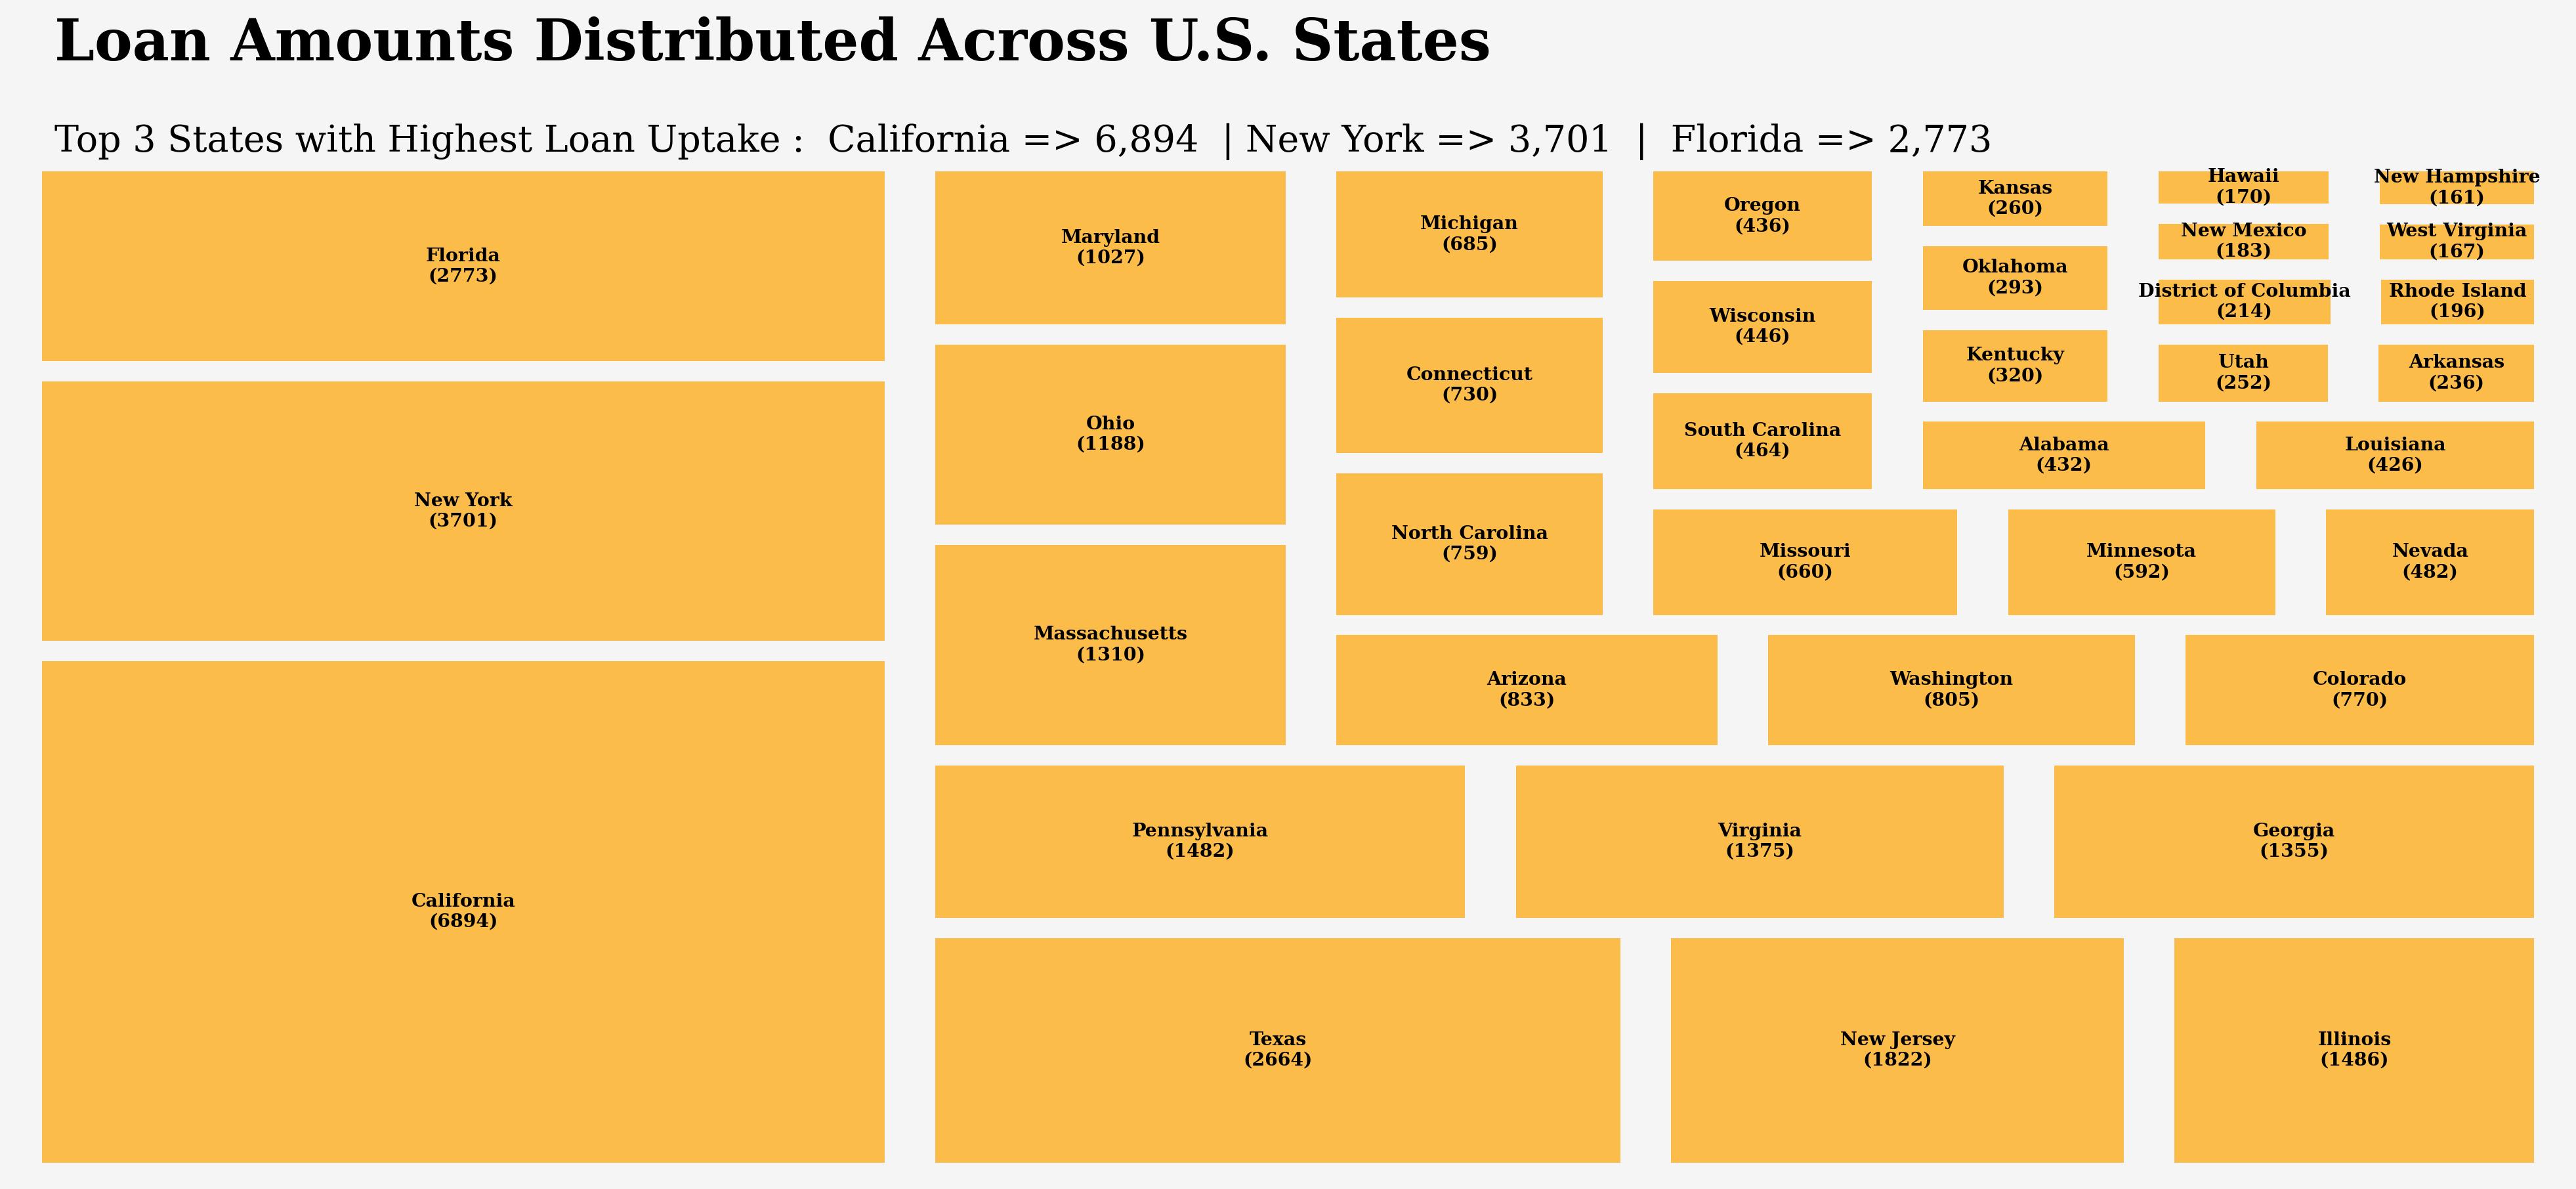 Loan Amounts Distributed Across U.S. States
Top 3 States with Highest Loan Uptake :  California => 6,894  | New York => 3,701  |  Florida => 2,773
Florida
(2773)
New York
(3701)
California
(6894)
Maryland
(1027)
Ohio
(1188)
Massachusetts
(1310)
Michigan
(685)
Connecticut
(730)
North Carolina
(759)
Oregon
(436)
Wisconsin
(446)
South Carolina
(464)
Kansas
(260)
Oklahoma
(293)
Kentucky
(320)
Hawaii
(170)
New Hampshire
(161)
New Mexico
(183)
West Virginia
(167)
District of Columbia
(214)
Rhode Island
(196)
Utah
(252)
Arkansas
(236)
Alabama
(432)
Louisiana
(426)
Missouri
(660)
Minnesota
(592)
Nevada
(482)
Arizona
(833)
Washington
(805)
Colorado
(770)
Pennsylvania
(1482)
Virginia
(1375)
Georgia
(1355)
Texas
(2664)
New Jersey
(1822)
Illinois
(1486)